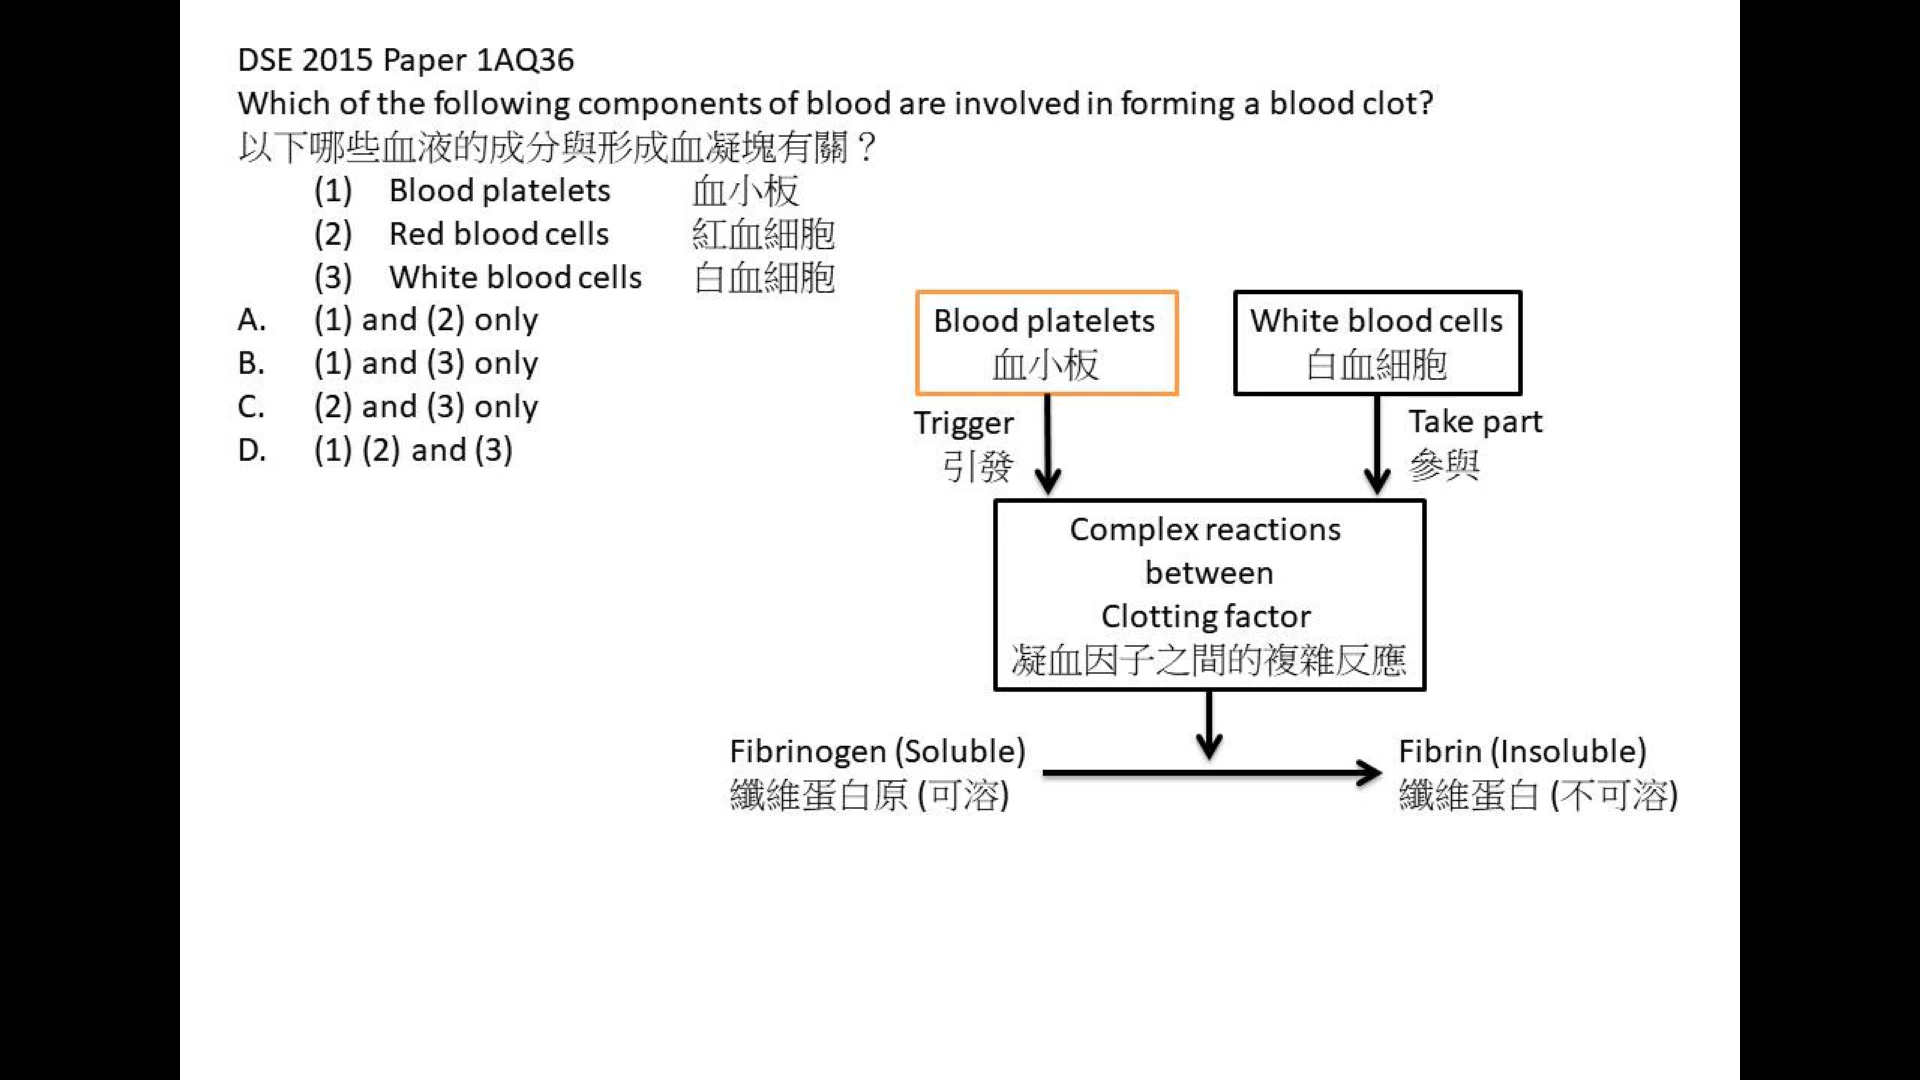 DSE 2015 Paper 1AQ36
Which of the following components of blood are involved in forming a blood clot?
以下哪些血液的成分與形成血凝塊有關？
(1) Blood platelets 血小板
(2) Red blood cells 紅血細胞
(3) White blood cells 白血細胞
A. (1) and (2) only
B. (1) and (3) only
C. (2) and (3) only
D. (1) (2) and (3)
Blood platelets
血小板
White blood cells
白血細胞
Trigger
引發
Take part
參與
Complex reactions
between
Clotting factor
凝血因子之間的複雜反應
Fibrinogen (Soluble)
纖維蛋白原 (可溶)
Fibrin (Insoluble)
纖維蛋白 (不可溶)